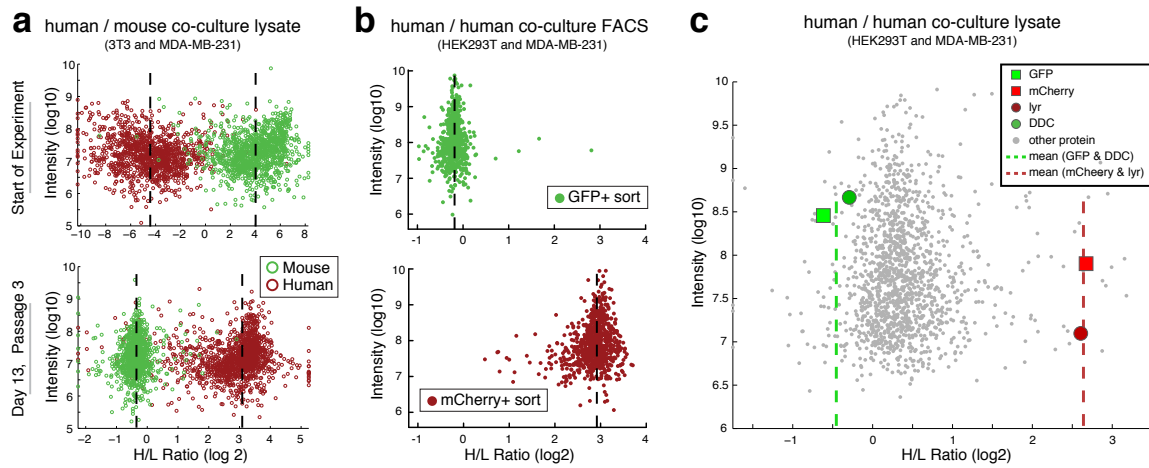 a
human / mouse co-culture lysate
(3T3 and MDA-MB-231)
Start of Experiment
Intensity (log10)
10
9
8
7
6
5
-10 -8 -6 -4 -2 0 2 4 6 8
Day 13, Passage 3
Intensity (log10)
10
9
8
7
6
5
Mouse
Human
-2 -1 0 1 2 3 4 5
H/L Ratio (log 2)
b
human / human co-culture FACS
(HEK293T and MDA-MB-231)
Intensity (log10)
10
9
8
7
6
GFP+ sort
-1 0 1 2 3 4
Intensity (log10)
10
9
8
7
6
mCherry+ sort
-1 0 1 2 3 4
H/L Ratio (log2)
c
human / human co-culture lysate
(HEK293T and MDA-MB-231)
Intensity (log10)
10
9.5
9
8.5
8
7.5
7
6.5
6
GFP
mCherry
lyr
DDC
other protein
mean (GFP & DDC)
mean (mCheery & lyr)
-1 0 1 2 3
H/L Ratio (log2)